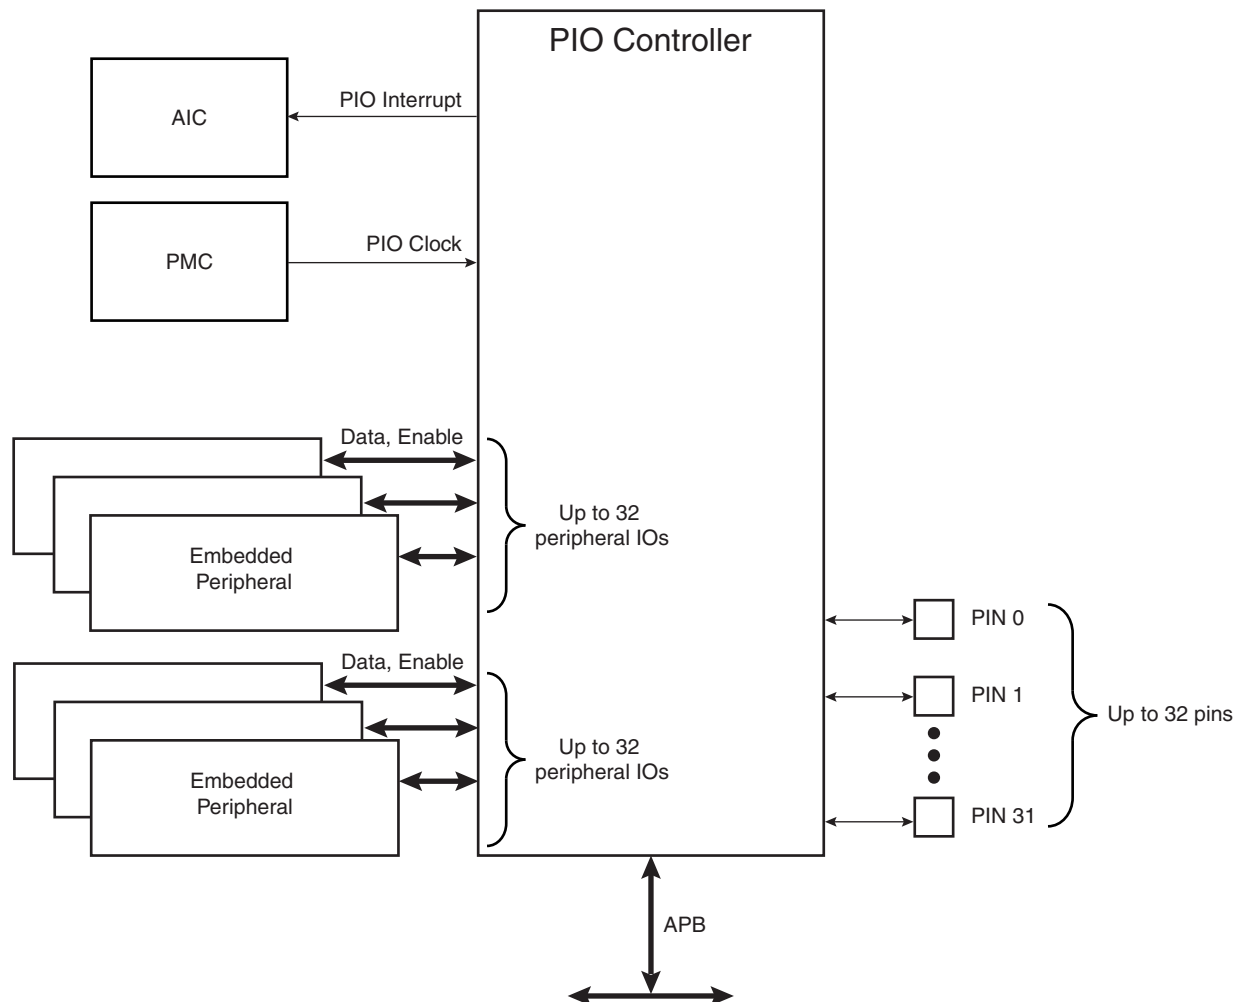 PIO Controller
PIO Interrupt
AIC
PIO Clock
PMC
Data, Enable
Up to 32
peripheral IOs
Embedded
Peripheral
PIN 0
Data, Enable
PIN 1
Up to 32 pins
Up to 32
peripheral IOs
Embedded
Peripheral
PIN 31
APB